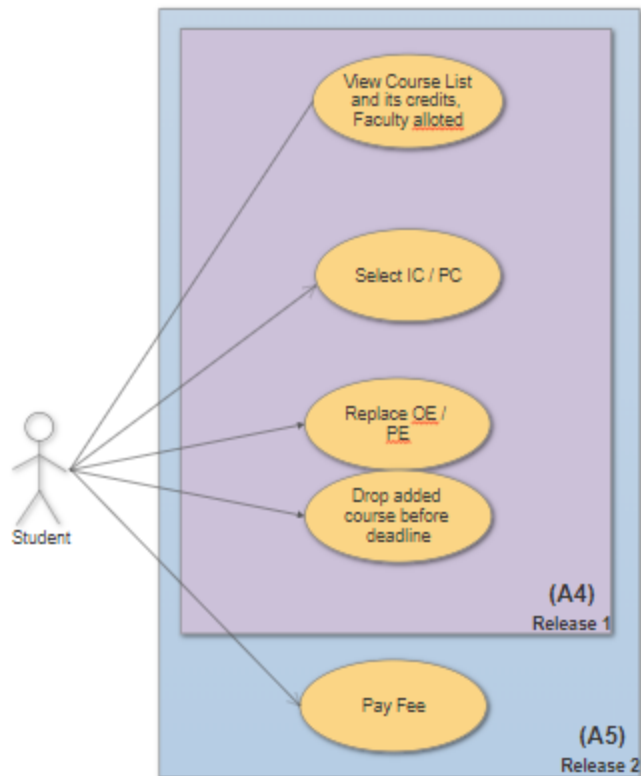 View Course List
and its credits,
Faculty alloted
Select IC / PC
Replace OE /
PE
Drop added
course before
deadline
Student
(A4)
Release 1
Pay Fee
(A5)
Release 2